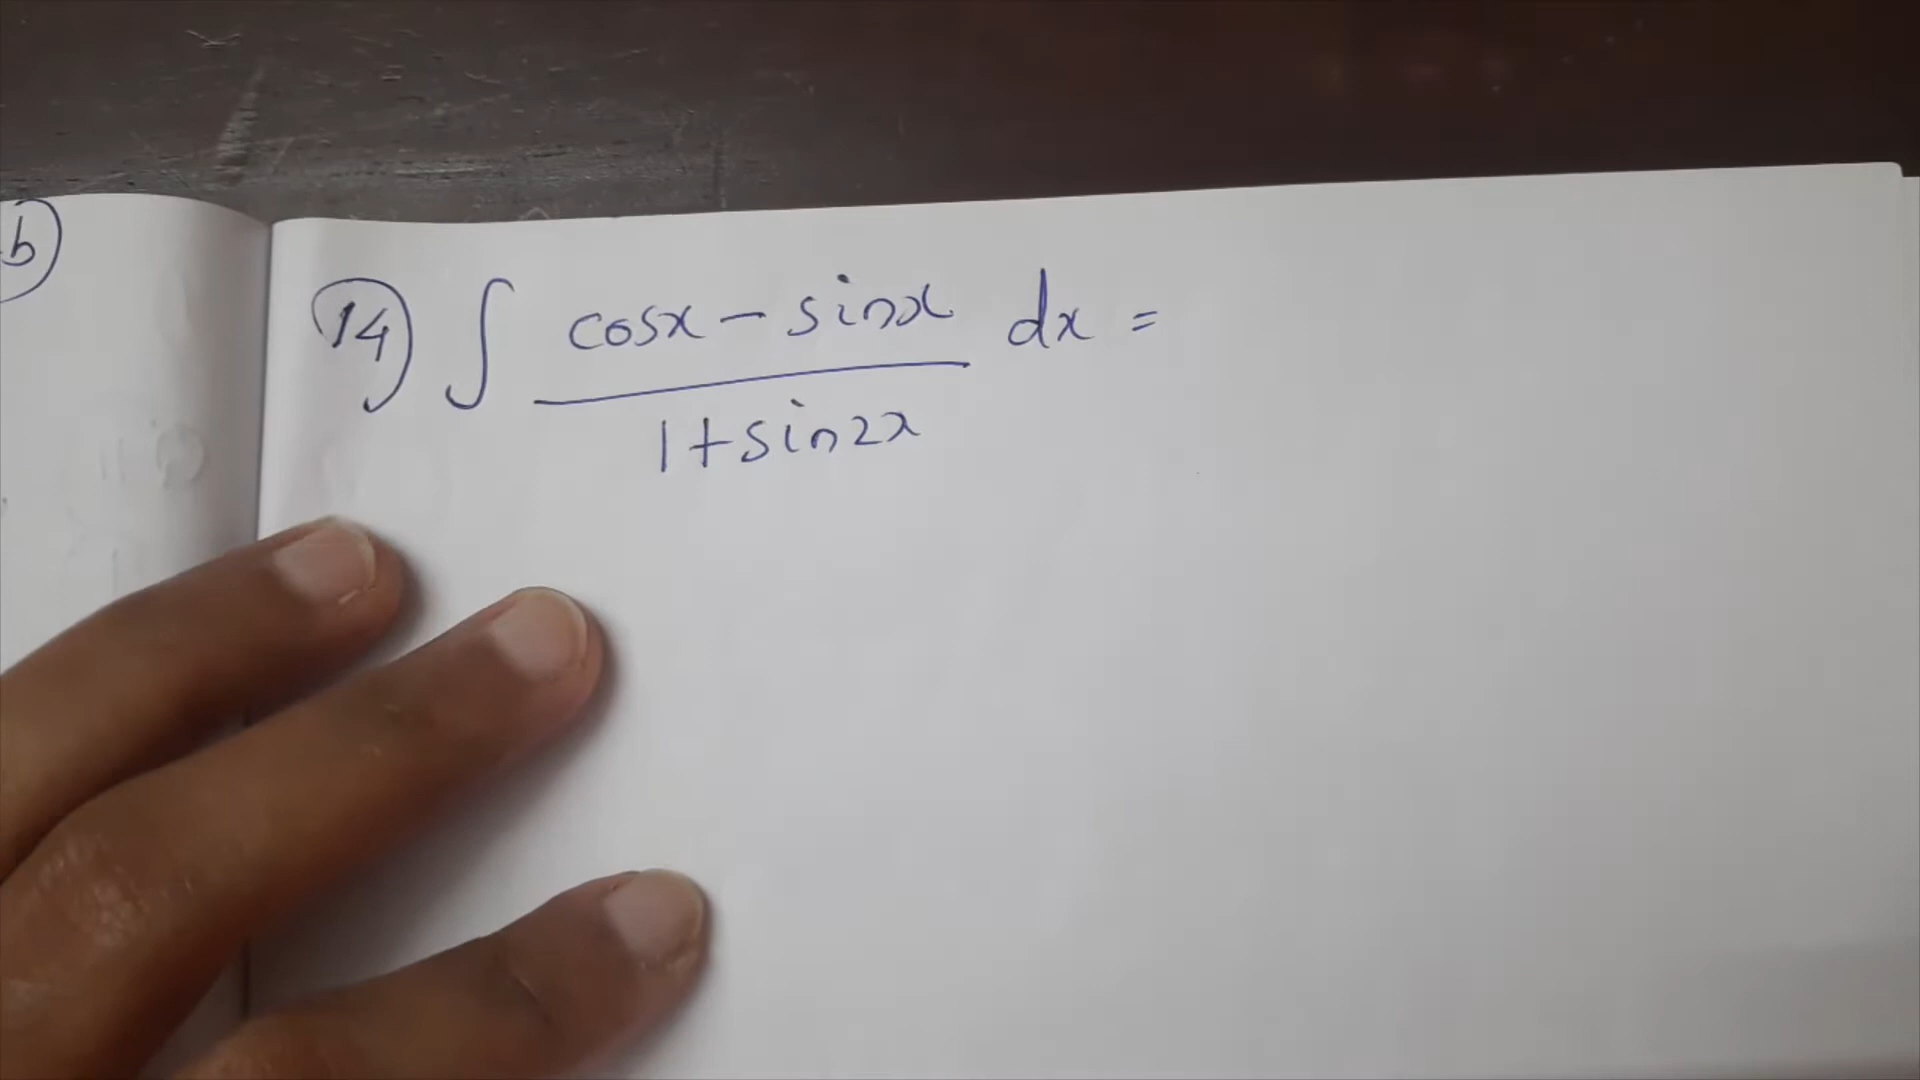 b
14) ∫ cosx - sinx / 1+sin2x dx =